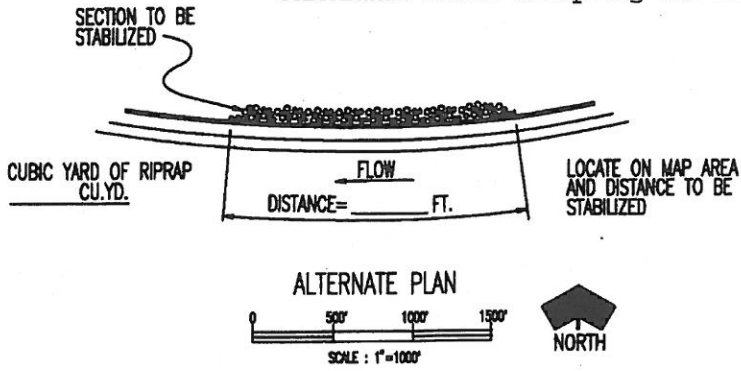 SECTION TO BE
STABILIZED
CUBIC YARD OF RIPRAP
CU.YD.
FLOW
DISTANCE= ______ FT.
LOCATE ON MAP AREA
AND DISTANCE TO BE
STABILIZED
ALTERNATE PLAN
0 500' 1000' 1500'
SCALE : 1"=1000'
NORTH